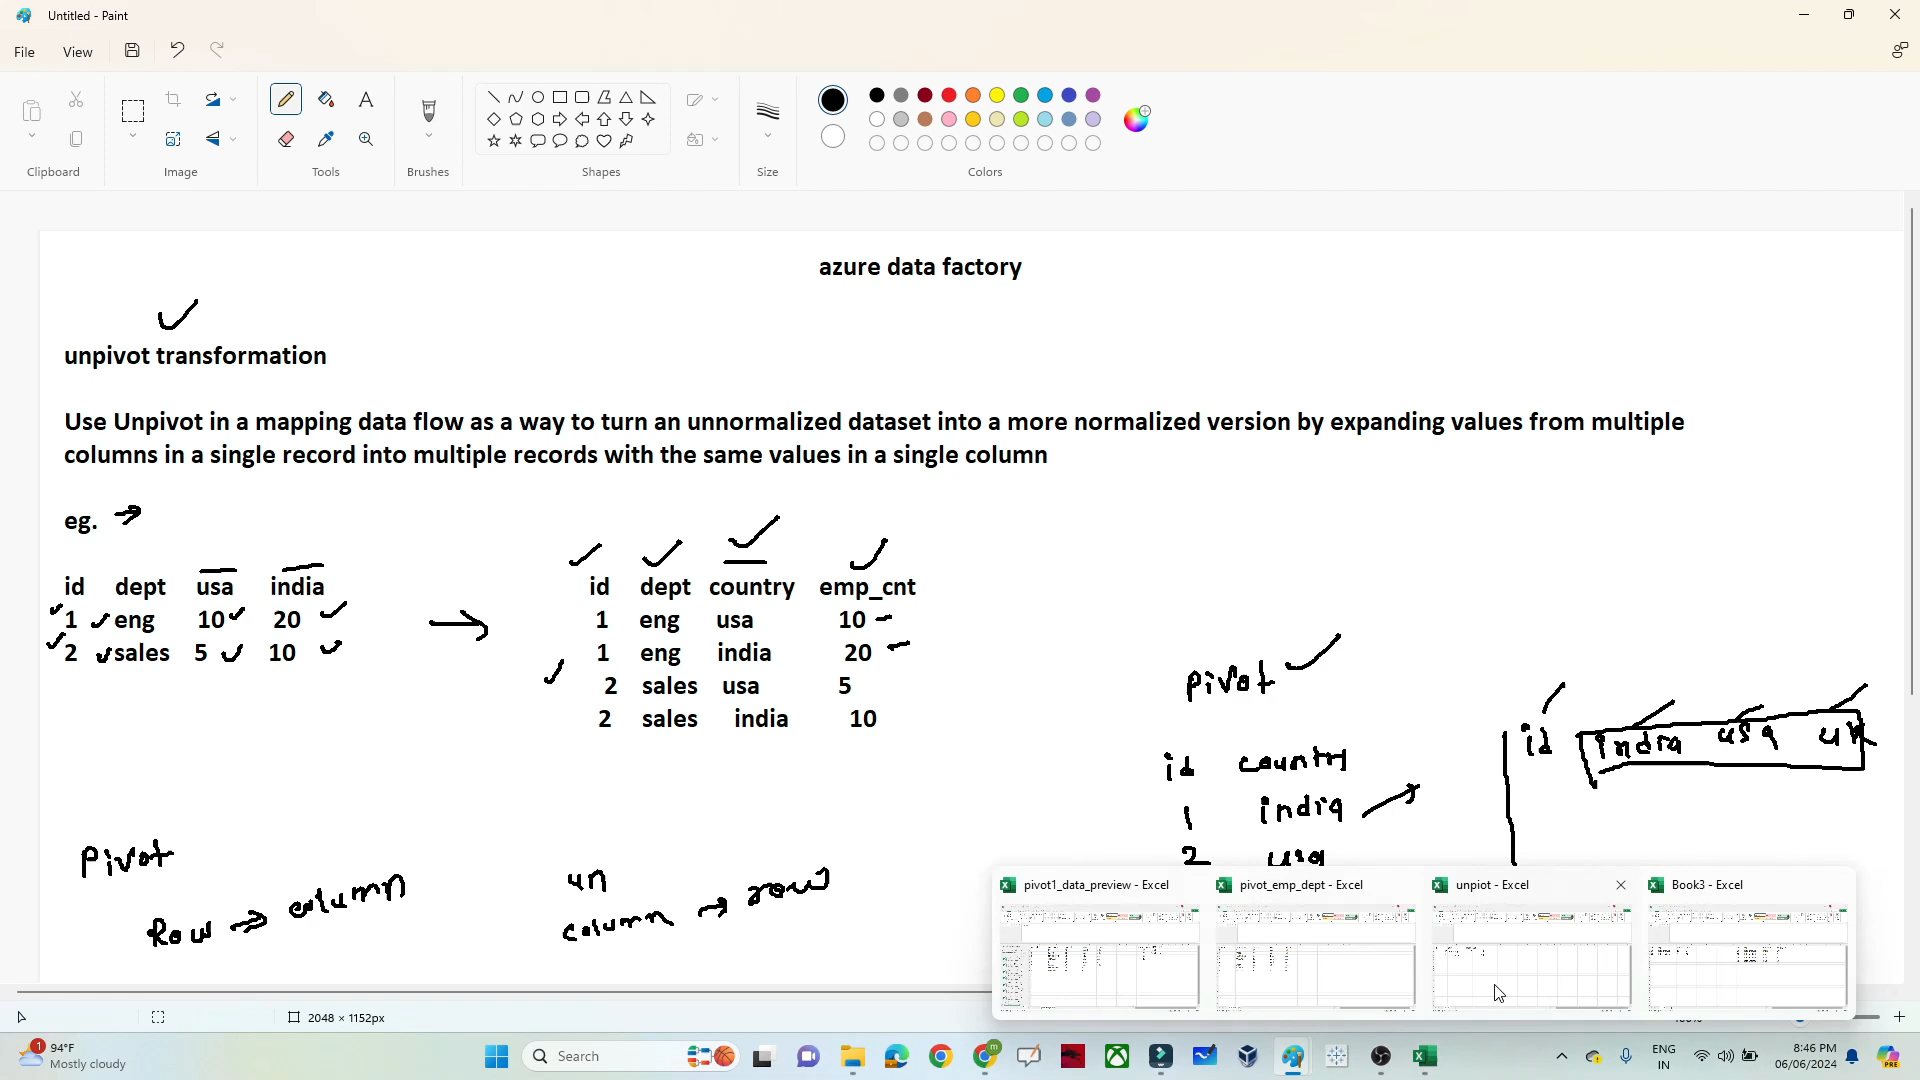 Untitled - Paint
File
View
Clipboard
Image
Tools
Brushes
Shapes
Size
Colors
azure data factory
unpivot transformation
Use Unpivot in a mapping data flow as a way to turn an unnormalized dataset into a more normalized version by expanding values from multiple
columns in a single record into multiple records with the same values in a single column
eg.
id dept usa india
1 eng 10 20
2 sales 5 10
id dept country emp_cnt
1 eng usa 10
1 eng india 20
2 sales usa 5
2 sales india 10
pivot
id country
1 india
2 usa
id india usa uk
Pivot
Row column
un
column row
pivot1_data_preview - Excel
pivot_emp_dept - Excel
unpiot - Excel
Book3 - Excel
2048 × 1152px
1
94°F
Mostly cloudy
Search
m
ENG
IN
8:46 PM
06/06/2024
PRE